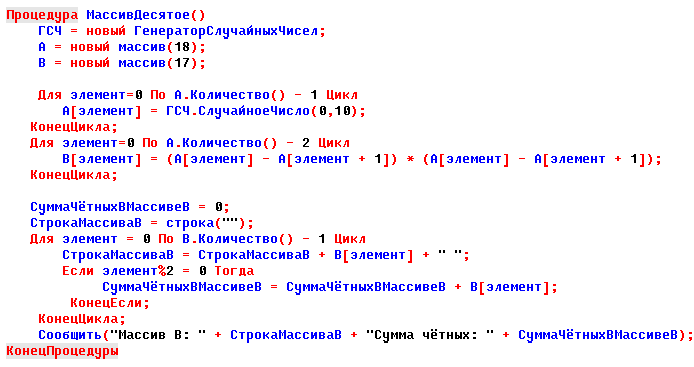 Процедура МассивДесятое()
ГСЧ = новый ГенераторСлучайныхЧисел;
А = новый массив(18);
В = новый массив(17);
Для элемент=0 По А.Количество() - 1 Цикл
А[элемент] = ГСЧ.СлучайноеЧисло(0,10);
КонецЦикла;
Для элемент=0 По А.Количество() - 2 Цикл
В[элемент] = (А[элемент] - А[элемент + 1]) * (А[элемент] - А[элемент + 1]);
КонецЦикла;
СуммаЧётныхВМассивеВ = 0;
СтрокаМассиваВ = строка("");
Для элемент = 0 По В.Количество() - 1 Цикл
СтрокаМассиваВ = СтрокаМассиваВ + В[элемент] + " ";
Если элемент%2 = 0 Тогда
СуммаЧётныхВМассивеВ = СуммаЧётныхВМассивеВ + В[элемент];
КонецЕсли;
КонецЦикла;
Сообщить("Массив В: " + СтрокаМассиваВ + "Сумма чётных: " + СуммаЧётныхВМассивеВ);
КонецПроцедуры